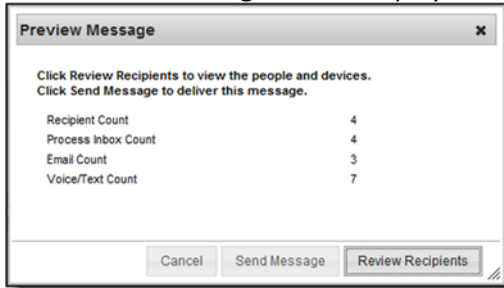 Preview Message
Click Review Recipients to view the people and devices.
Click Send Message to deliver this message.
Recipient Count 4
Process Inbox Count 4
Email Count 3
Voice/Text Count 7
Cancel Send Message Review Recipients